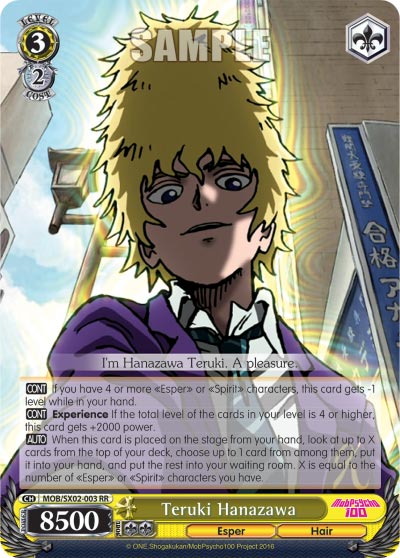 LEVEL
3
SAMPLE
2
COST
合格
I'm Hanazawa Teruki. A pleasure.
CONT If you have 4 or more «Esper» or «Spirit» characters, this card gets -1
level while in your hand.
CONT Experience If the total level of the cards in your level is 4 or higher,
this card gets +2000 power.
AUTO When this card is placed on the stage from your hand, look at up to X
cards from the top of your deck, choose up to 1 card from among them, put
it into your hand, and put the rest into your waiting room. X is equal to the
number of «Esper» or «Spirit» characters you have.
CH MOB/SX02-003 RR
Teruki Hanazawa
MobPsycho
100
POWER
8500
SOUL
Esper
Hair
© ONE,Shogakukan/MobPsycho100 Project 2016